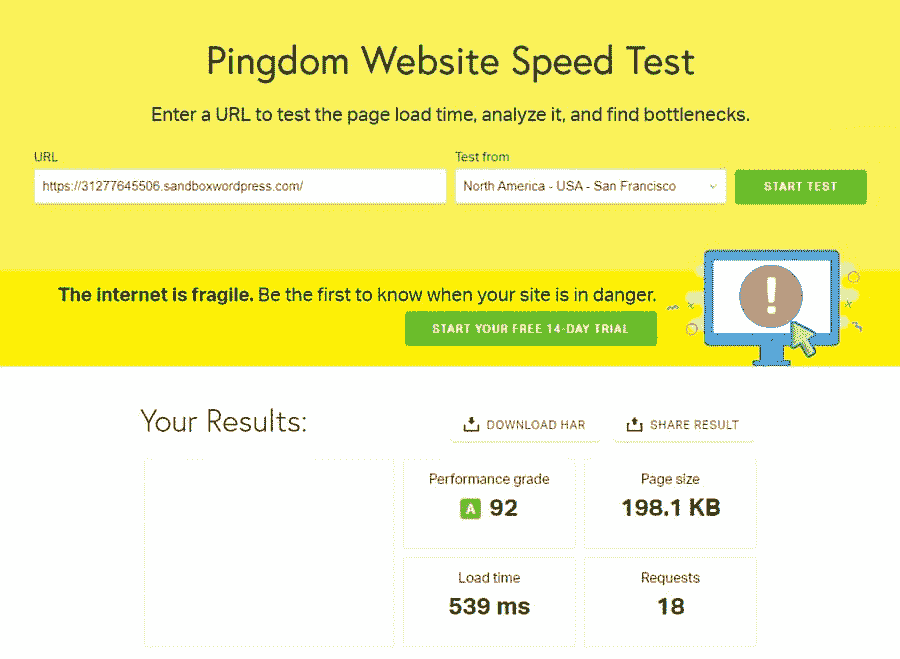 Pingdom Website Speed Test
Enter a URL to test the page load time, analyze it, and find bottlenecks.
URL
Test from
https://31277645506.sandboxwordpress.com/
North America - USA - San Francisco
START TEST
The internet is fragile. Be the first to know when your site is in danger.
START YOUR FREE 14-DAY TRIAL
!
Your Results:
DOWNLOAD HAR
SHARE RESULT
Performance grade
A 92
Page size
198.1 KB
Load time
539 ms
Requests
18